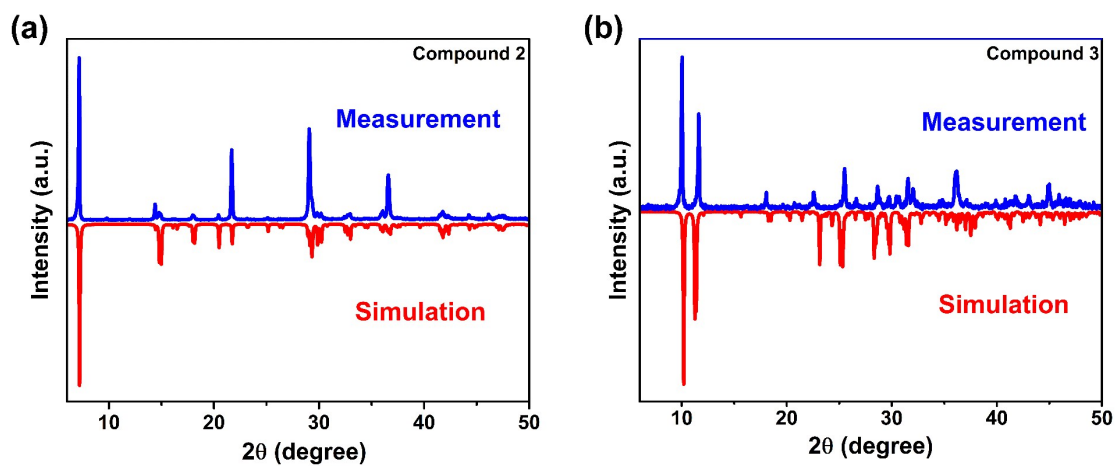 (a)
Compound 2
Measurement
Simulation
Intensity (a.u.)
10 20 30 40 50
2θ (degree)
(b)
Compound 3
Measurement
Simulation
Intensity (a.u.)
10 20 30 40 50
2θ (degree)